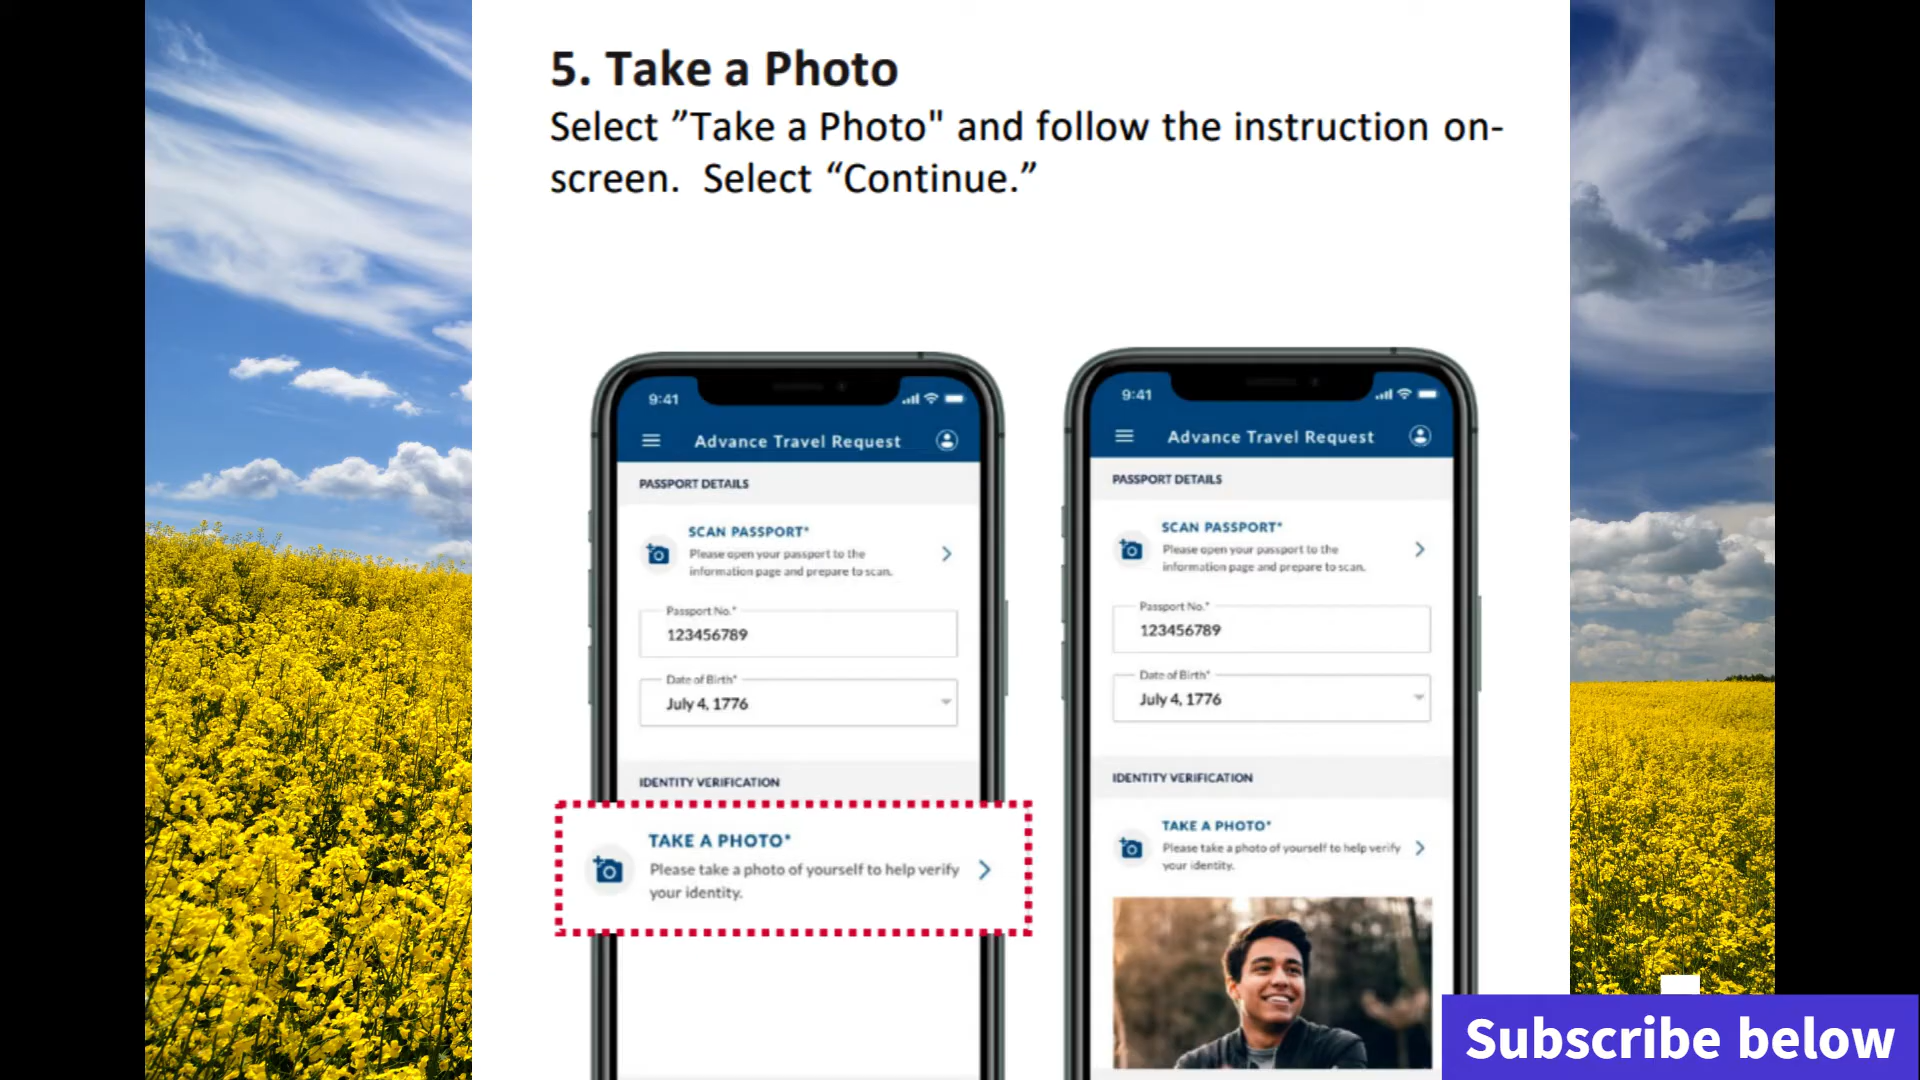 5. Take a Photo
Select ”Take a Photo" and follow the instruction on-
screen.  Select “Continue.”
9:41
Advance Travel Request
PASSPORT DETAILS
SCAN PASSPORT*
Please open your passport to the
information page and prepare to scan.
Passport No.*
123456789
Date of Birth*
July 4, 1776
IDENTITY VERIFICATION
TAKE A PHOTO*
Please take a photo of yourself to help verify
your identity.
9:41
Advance Travel Request
PASSPORT DETAILS
SCAN PASSPORT*
Please open your passport to the
information page and prepare to scan.
Passport No.*
123456789
Date of Birth*
July 4, 1776
IDENTITY VERIFICATION
TAKE A PHOTO*
Please take a photo of yourself to help verify
your identity.
Subscribe below